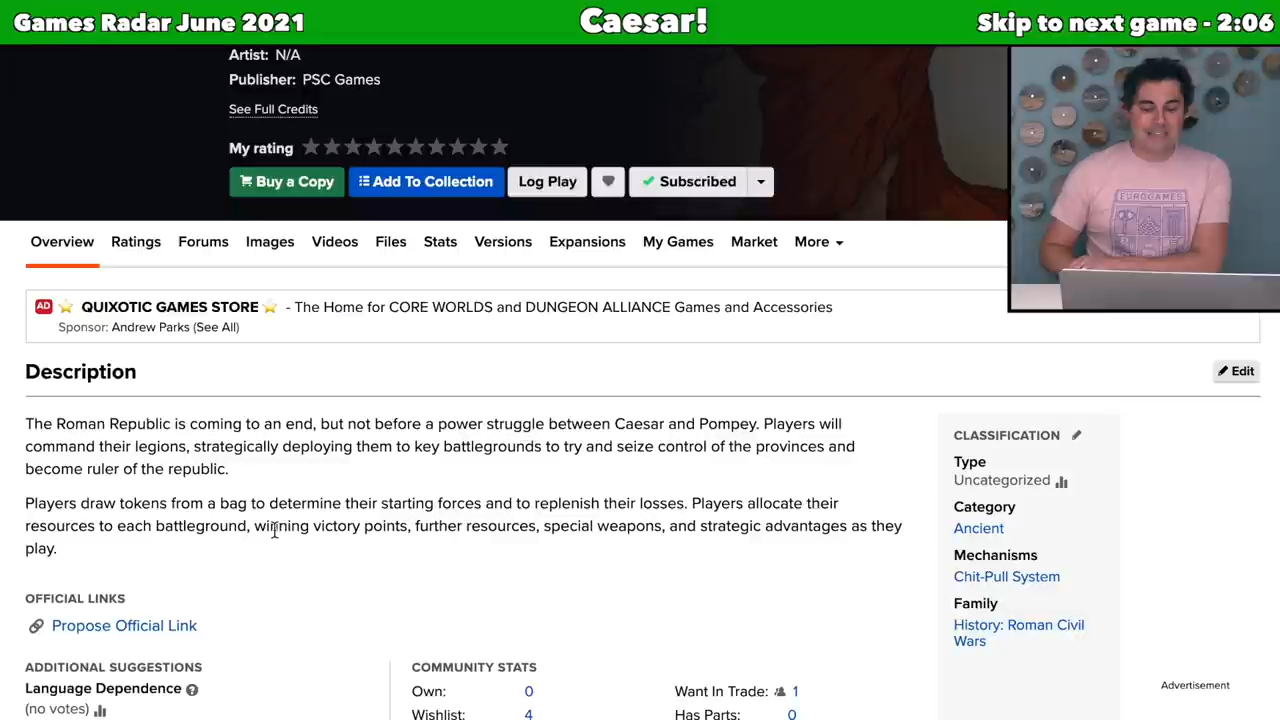 Games Radar June 2021
Caesar!
Skip to next game - 2:06
Artist: N/A
Publisher: PSC Games
See Full Credits
My rating
Buy a Copy
Add To Collection
Log Play
Subscribed
Overview
Ratings
Forums
Images
Videos
Files
Stats
Versions
Expansions
My Games
Market
More
EUROGAMES
AD
QUIXOTIC GAMES STORE - The Home for CORE WORLDS and DUNGEON ALLIANCE Games and Accessories
Sponsor: Andrew Parks (See All)
Description
Edit
The Roman Republic is coming to an end, but not before a power struggle between Caesar and Pompey. Players will
command their legions, strategically deploying them to key battlegrounds to try and seize control of the provinces and
become ruler of the republic.
Players draw tokens from a bag to determine their starting forces and to replenish their losses. Players allocate their
resources to each battleground, winning victory points, further resources, special weapons, and strategic advantages as they
play.
CLASSIFICATION
Type
Uncategorized
Category
Ancient
Mechanisms
Chit-Pull System
Family
History: Roman Civil
Wars
OFFICIAL LINKS
Propose Official Link
ADDITIONAL SUGGESTIONS
Language Dependence
(no votes)
COMMUNITY STATS
Own: 0
Wishlist: 4
Want In Trade: 1
Has Parts: 0
Advertisement